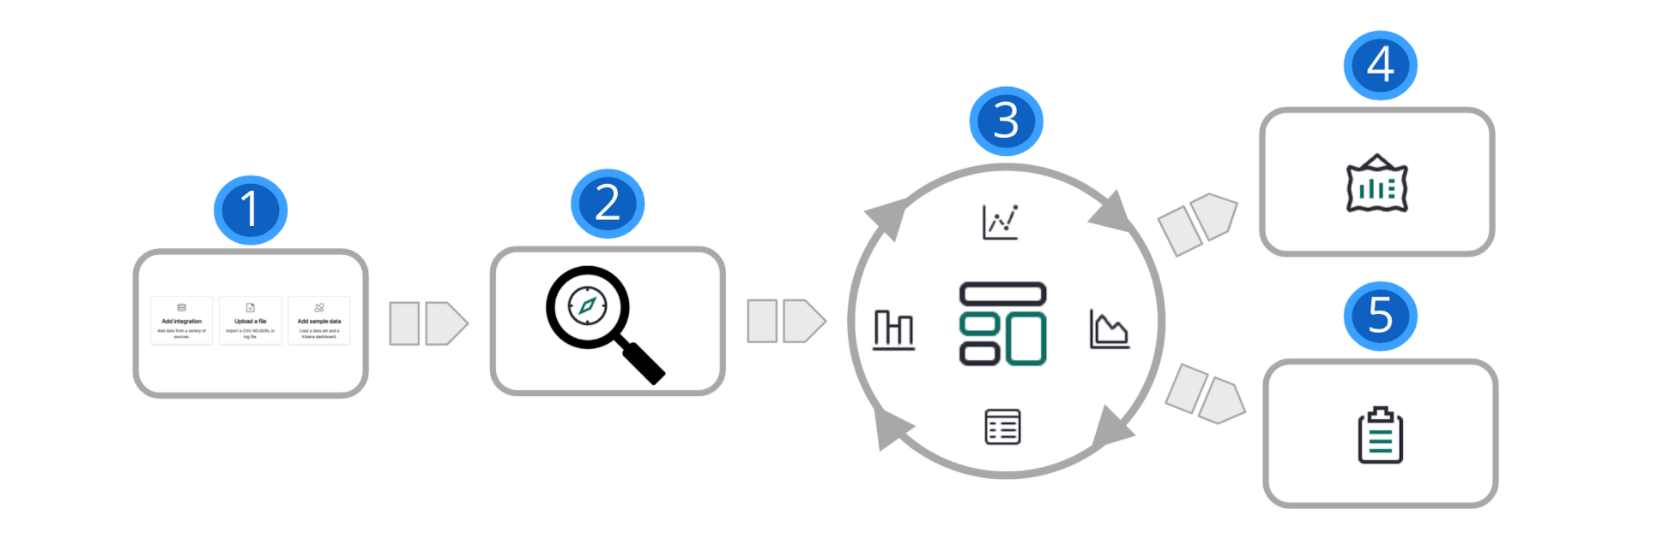 1
2
3
4
5
Add integration
Add data from a variety of
sources.
Upload a file
Import a CSV, NDJSON, or
log file.
Add sample data
Load a data set and a
Kibana dashboard.